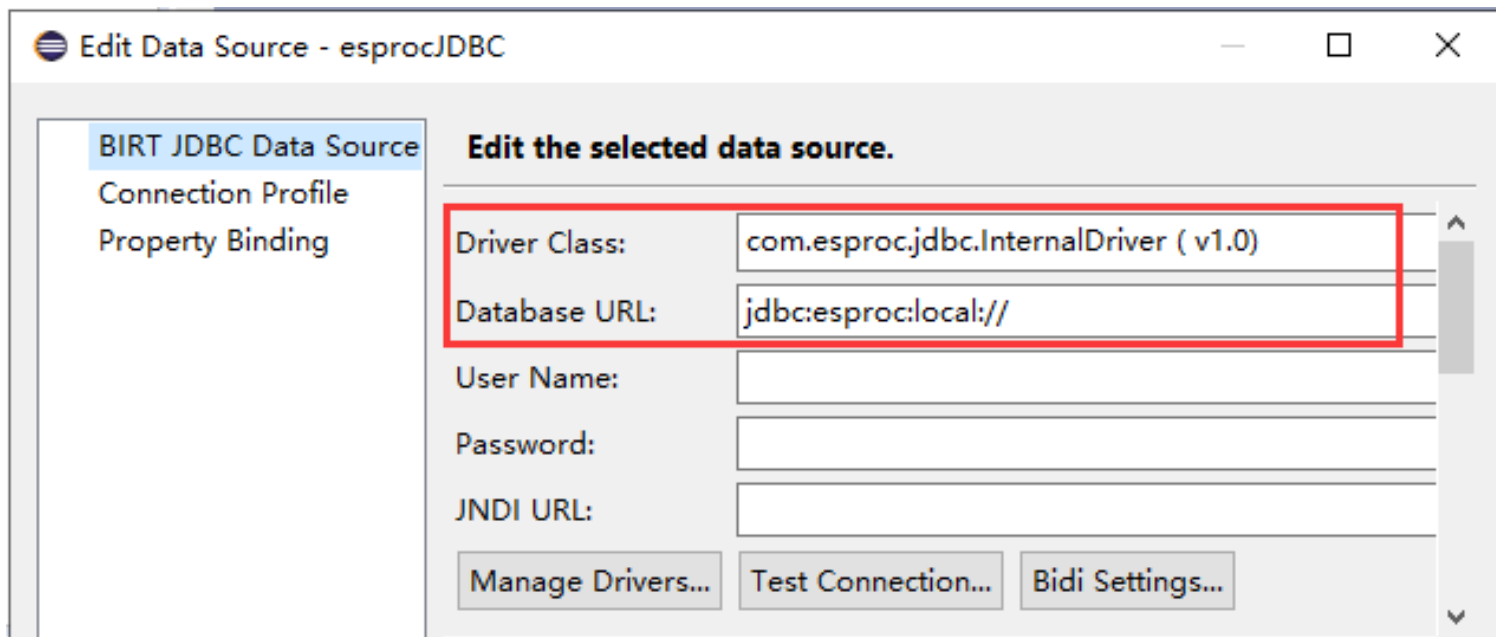 Edit Data Source - esprocJDBC
BIRT JDBC Data Source
Connection Profile
Property Binding
Edit the selected data source.
Driver Class: com.esproc.jdbc.InternalDriver ( v1.0)
Database URL: jdbc:esproc:local://
User Name:
Password:
JNDI URL:
Manage Drivers... Test Connection... Bidi Settings...